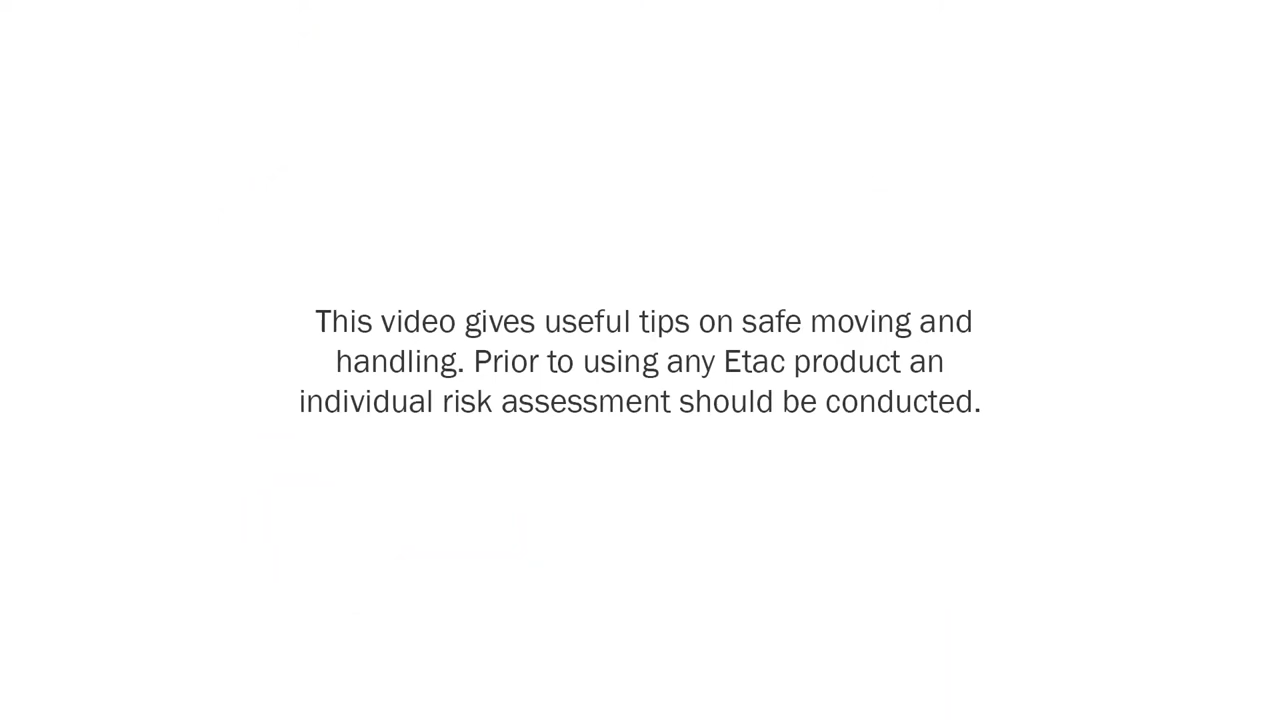 This video gives useful tips on safe moving and
handling. Prior to using any Etac product an
individual risk assessment should be conducted.